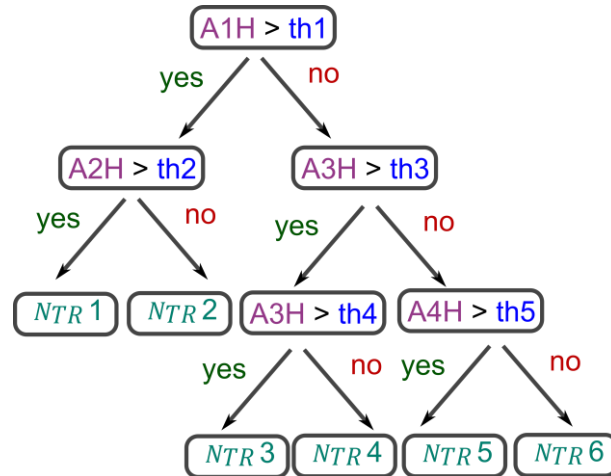 A1H > th1
yes no
A2H > th2 A3H > th3
yes no yes no
NTR 1 NTR 2 A3H > th4 A4H > th5
yes no yes no
NTR 3 NTR 4 NTR 5 NTR 6